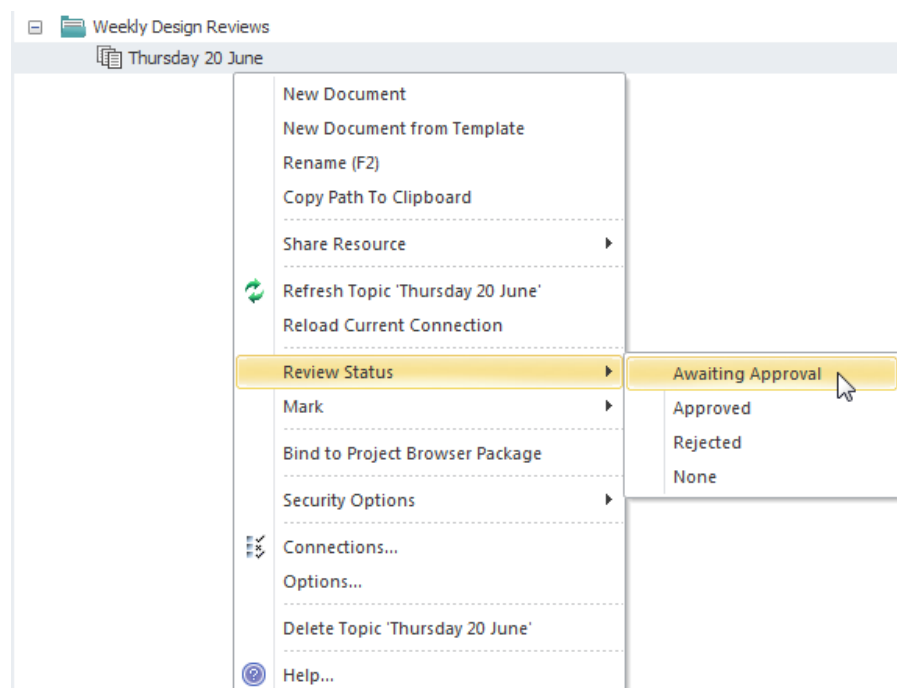 Weekly Design Reviews
Thursday 20 June
New Document
New Document from Template
Rename (F2)
Copy Path To Clipboard
Share Resource
Refresh Topic 'Thursday 20 June'
Reload Current Connection
Review Status
Awaiting Approval
Mark
Approved
Rejected
Bind to Project Browser Package
None
Security Options
Connections...
Options...
Delete Topic 'Thursday 20 June'
Help...